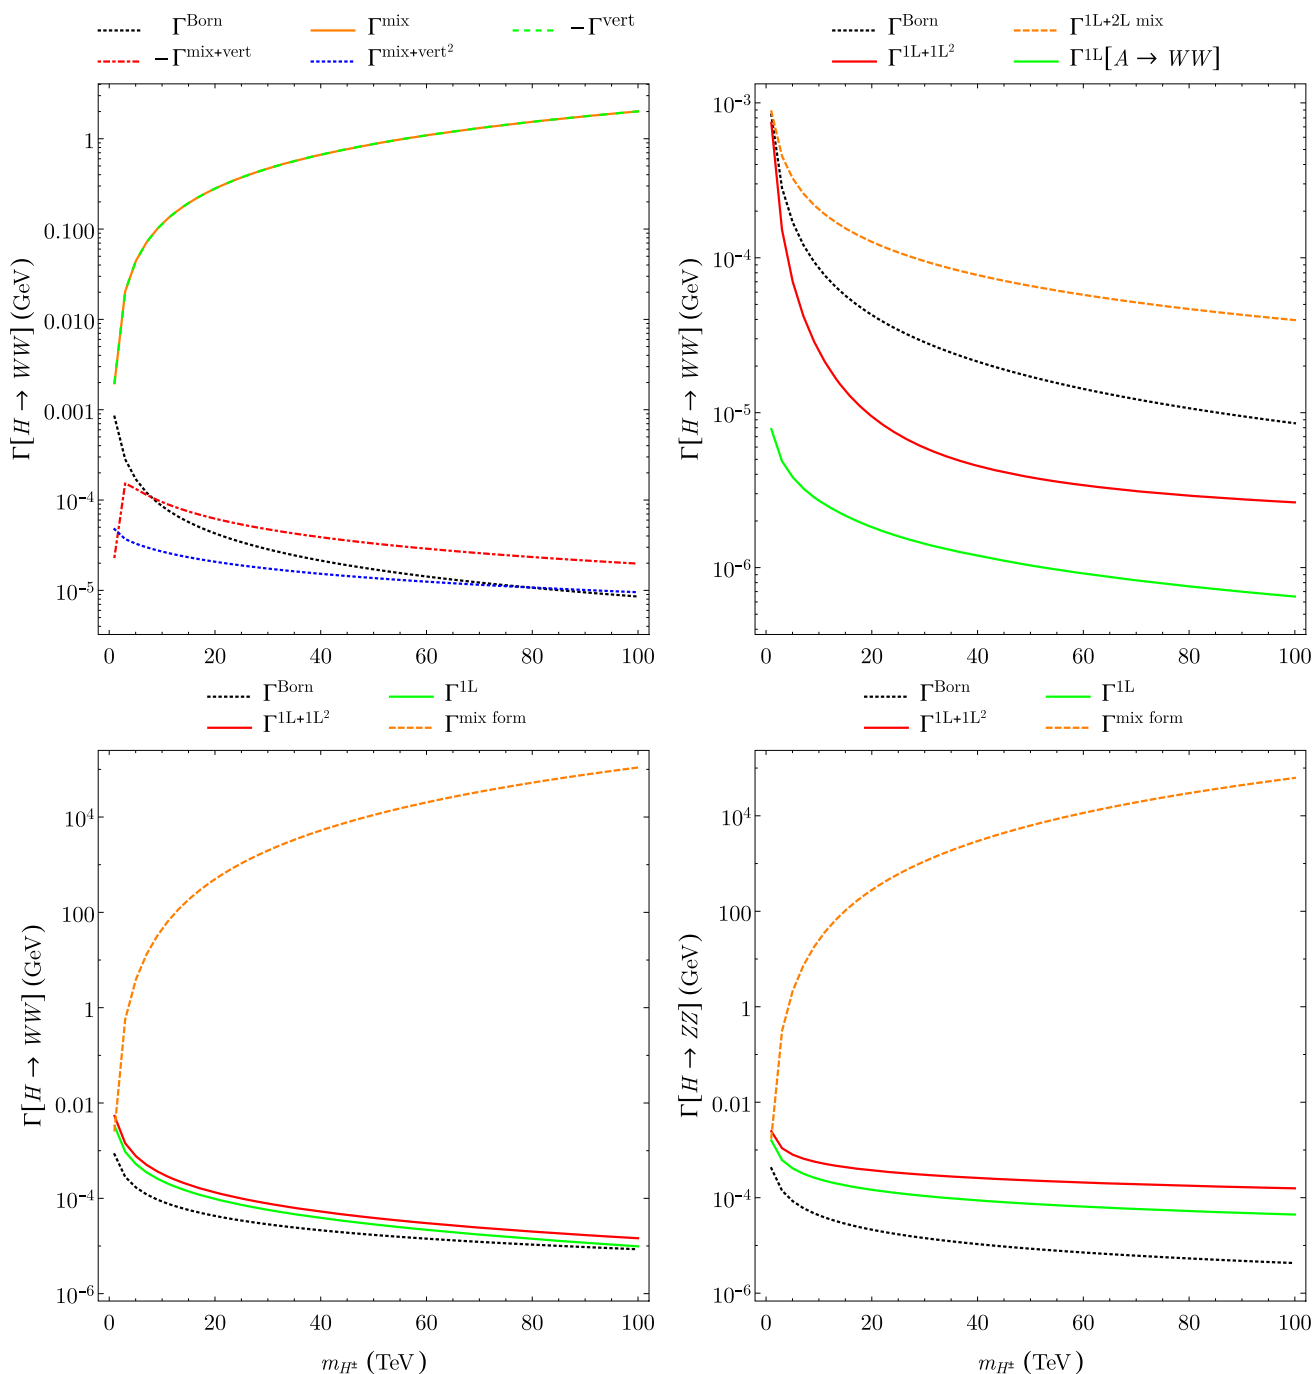 Γ^Born Γ^mix −Γ^vert
−Γ^mix+vert Γ^mix+vert²
Γ[H → WW] (GeV)
1
0.100
0.010
0.001
10⁻⁴
10⁻⁵
0 20 40 60 80 100
Γ^Born Γ^1L+2L mix
Γ^1L+1L² Γ^1L[A → WW]
Γ[H → WW] (GeV)
10⁻³
10⁻⁴
10⁻⁵
10⁻⁶
0 20 40 60 80 100
Γ^Born Γ^1L
Γ^1L+1L² Γ^mix form
Γ[H → WW] (GeV)
10⁴
100
1
0.01
10⁻⁴
10⁻⁶
0 20 40 60 80 100
m_H± (TeV)
Γ^Born Γ^1L
Γ^1L+1L² Γ^mix form
Γ[H → ZZ] (GeV)
10⁴
100
1
0.01
10⁻⁴
10⁻⁶
0 20 40 60 80 100
m_H± (TeV)